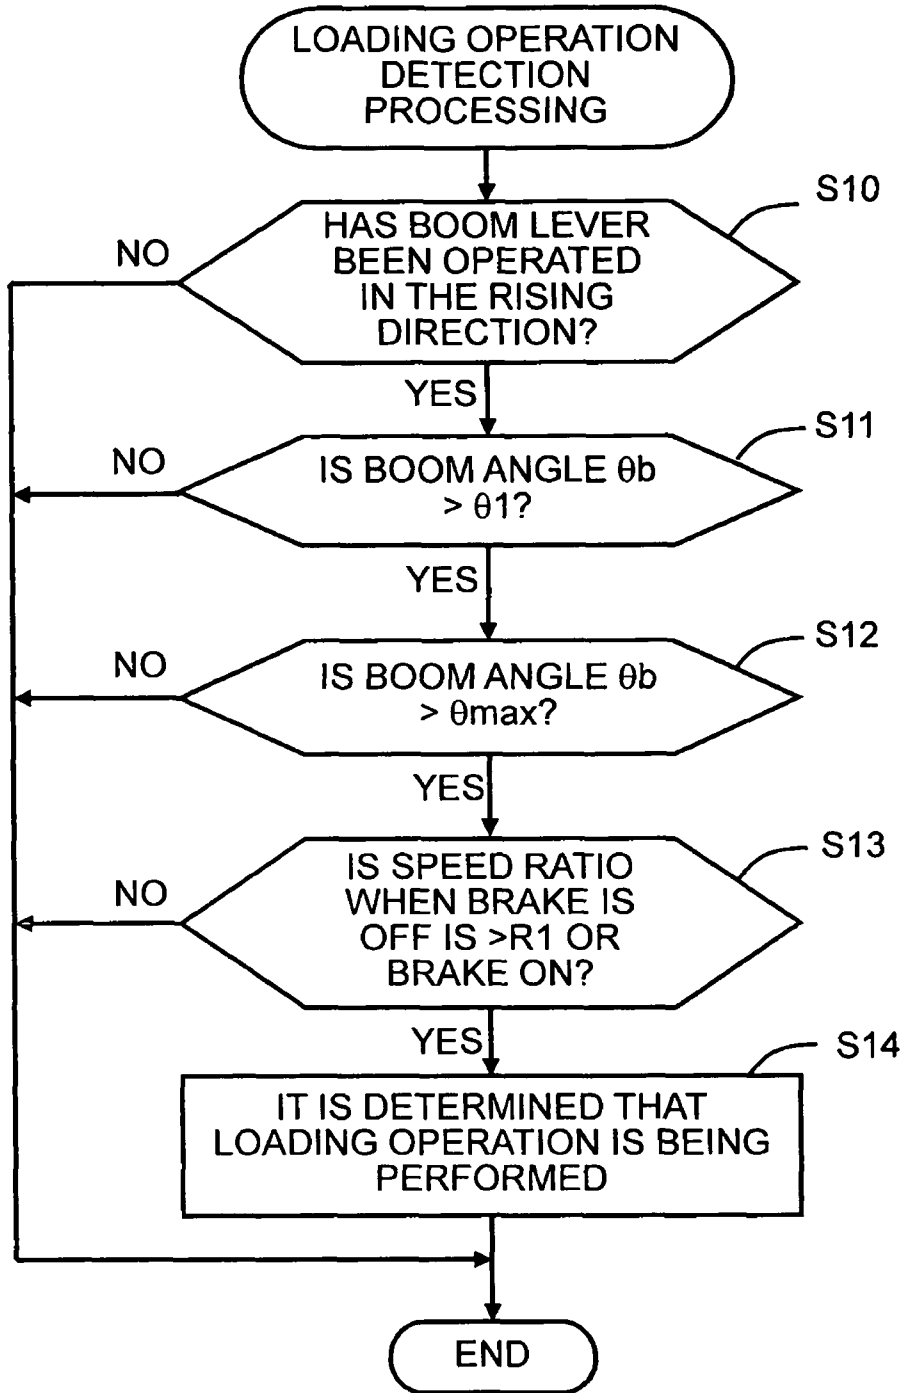 LOADING OPERATION
DETECTION
PROCESSING
S10
HAS BOOM LEVER
BEEN OPERATED
IN THE RISING
DIRECTION?
NO
YES
S11
IS BOOM ANGLE θb
> θ1?
NO
YES
S12
IS BOOM ANGLE θb
> θmax?
NO
YES
S13
IS SPEED RATIO
WHEN BRAKE IS
OFF IS >R1 OR
BRAKE ON?
NO
YES
S14
IT IS DETERMINED THAT
LOADING OPERATION IS BEING
PERFORMED
END